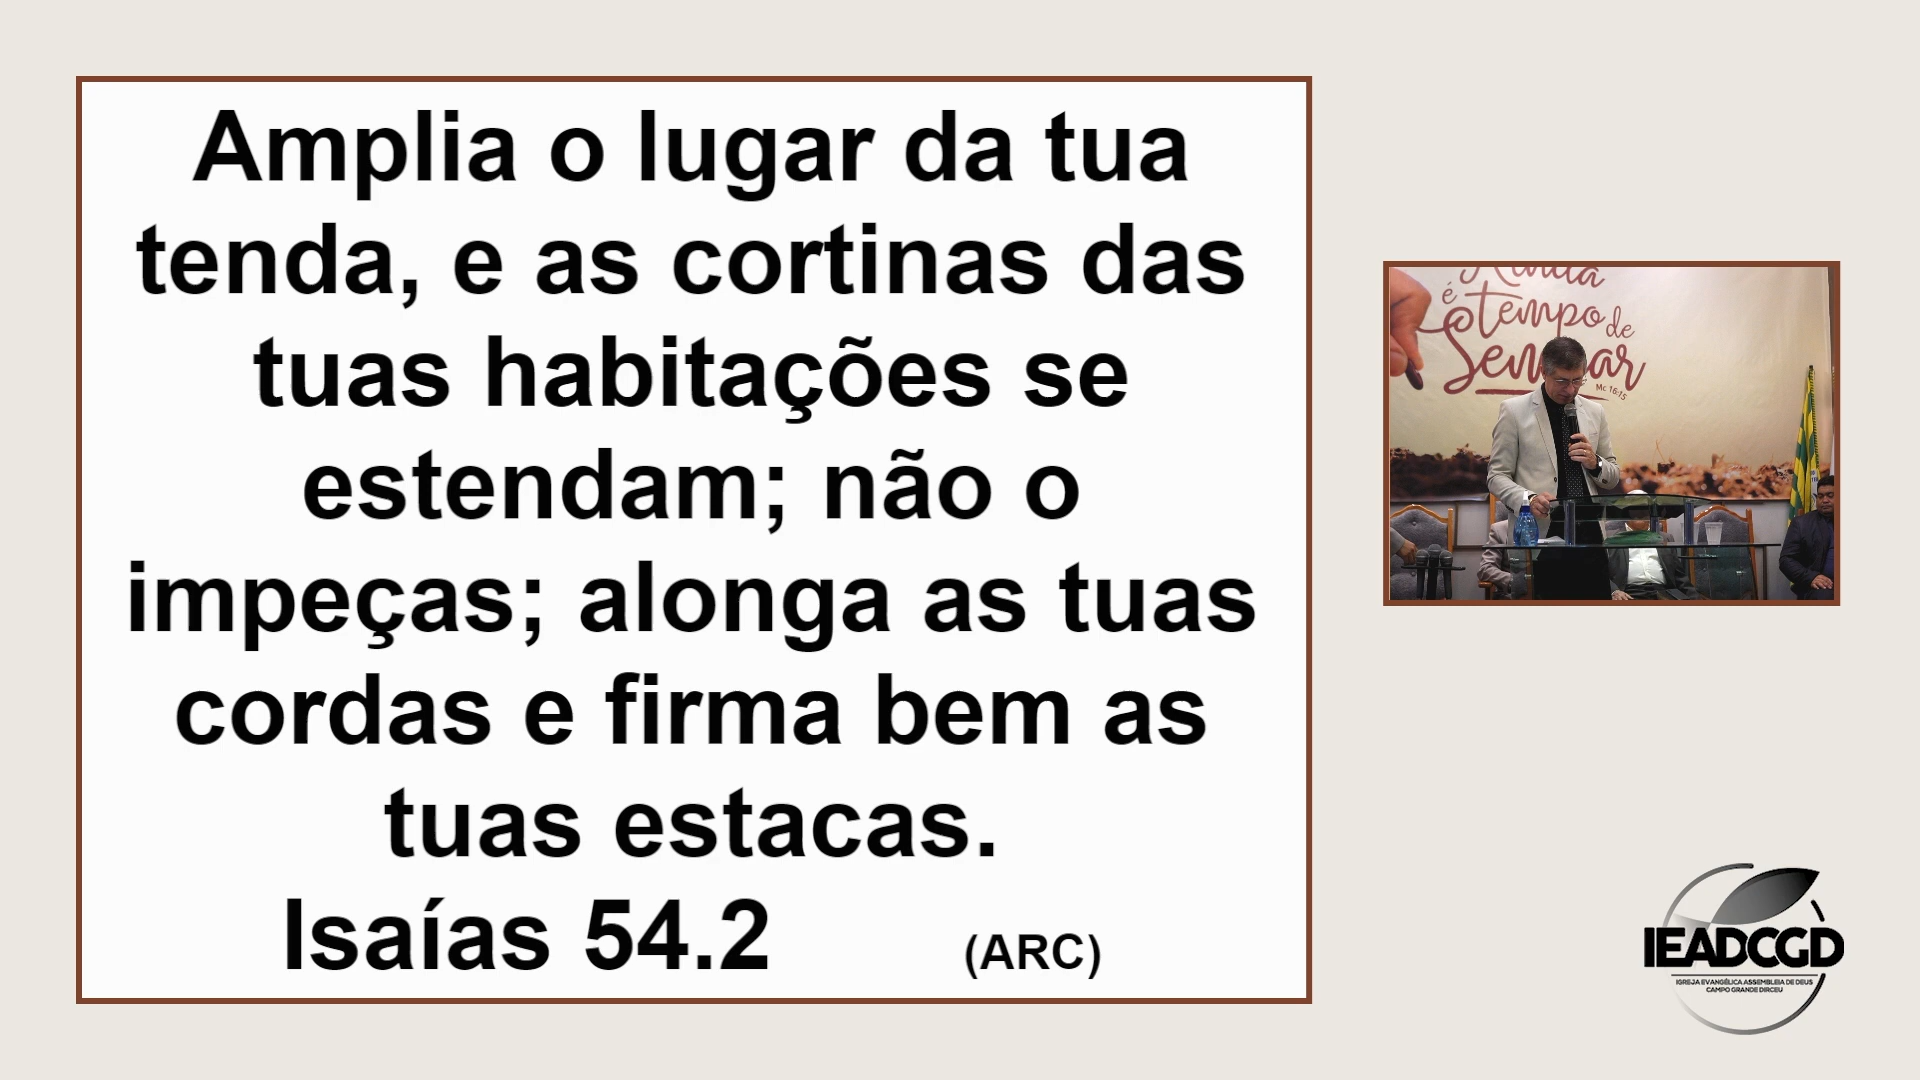 Amplia o lugar da tua
tenda, e as cortinas das
tuas habitações se
estendam; não o
impeças; alonga as tuas
cordas e firma bem as
tuas estacas.
Isaías 54.2 (ARC)
é
tempo de
Mc 16:15
IEADCGD
IGREJA EVANGÉLICA ASSEMBLEIA DE DEUS
CAMPO GRANDE DIRCEU